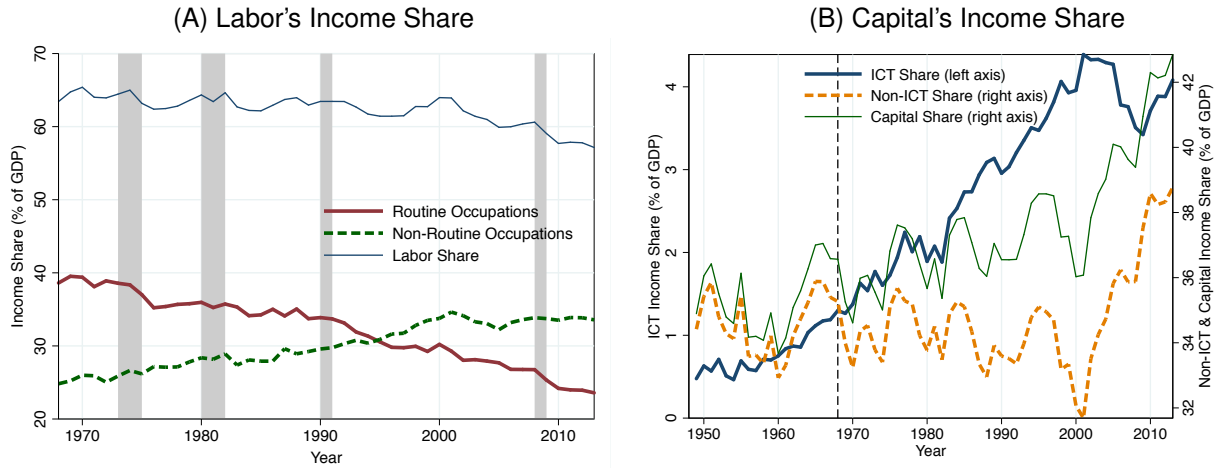 (A) Labor's Income Share
Income Share (% of GDP)
70
60
50
40
30
20
Routine Occupations
Non-Routine Occupations
Labor Share
1970
1980
1990
2000
2010
Year
(B) Capital's Income Share
ICT Income Share (% of GDP)
4
3
2
1
0
ICT Share (left axis)
Non-ICT Share (right axis)
Capital Share (right axis)
42
40
38
36
34
32
Non-ICT & Capital Income Share (% of GDP)
1950
1960
1970
1980
1990
2000
2010
Year